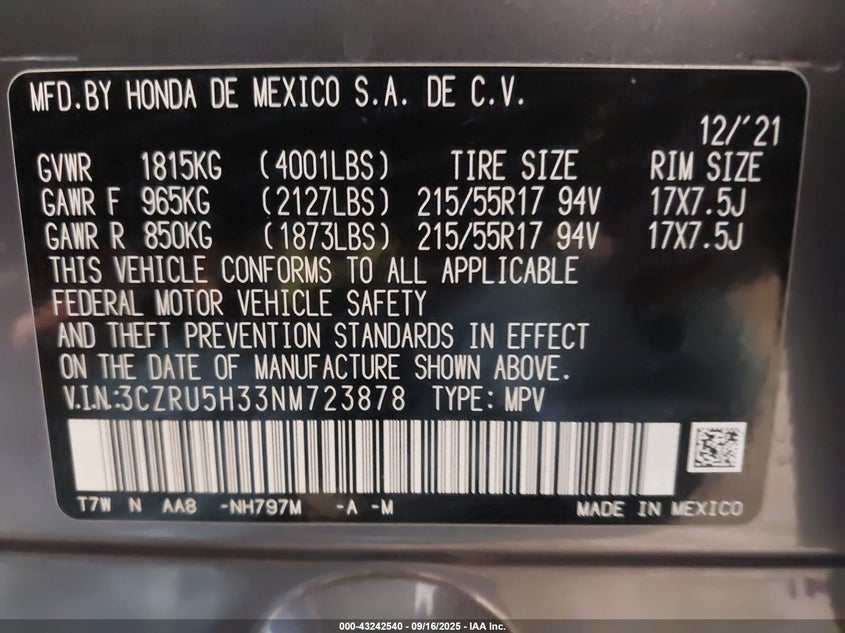 MFD.BY HONDA DE MEXICO S.A. DE C.V.
12/'21
GVWR 1815KG (4001LBS) TIRE SIZE RIM SIZE
GAWR F 965KG (2127LBS) 215/55R17 94V 17X7.5J
GAWR R 850KG (1873LBS) 215/55R17 94V 17X7.5J
THIS VEHICLE CONFORMS TO ALL APPLICABLE
FEDERAL MOTOR VEHICLE SAFETY
AND THEFT PREVENTION STANDARDS IN EFFECT
ON THE DATE OF MANUFACTURE SHOWN ABOVE.
V.I.N.:3CZRU5H33NM723878 TYPE: MPV
T7W N AA8 -NH797M -A -M MADE IN MEXICO
000-43242540 - 09/16/2025 - IAA Inc.